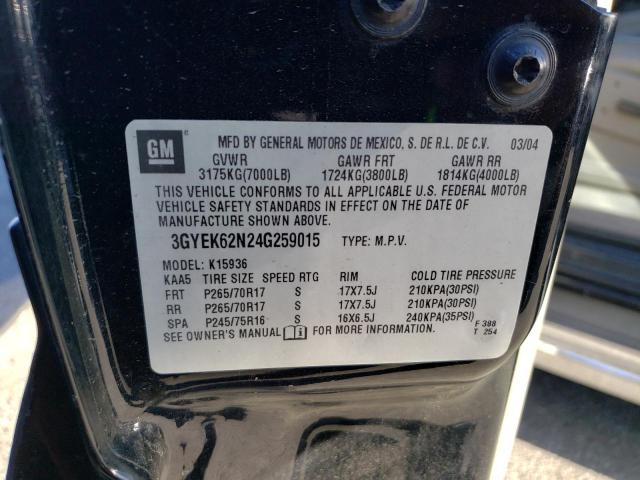 GM
MFD BY GENERAL MOTORS DE MEXICO, S. DE R.L. DE C.V. 03/04
GVWR GAWR FRT GAWR RR
3175KG(7000LB) 1724KG(3800LB) 1814KG(4000LB)
THIS VEHICLE CONFORMS TO ALL APPLICABLE U.S. FEDERAL MOTOR
VEHICLE SAFETY STANDARDS IN EFFECT ON THE DATE OF
MANUFACTURE SHOWN ABOVE.
3GYEK62N24G259015 TYPE: M.P.V.
MODEL: K15936
KAA5 TIRE SIZE SPEED RTG RIM COLD TIRE PRESSURE
FRT P265/70R17 S 17X7.5J 210KPA(30PSI)
RR P265/70R17 S 17X7.5J 210KPA(30PSI)
SPA P245/75R16 S 16X6.5J 240KPA(35PSI)
SEE OWNER'S MANUAL FOR MORE INFORMATION.
F 398
T 254